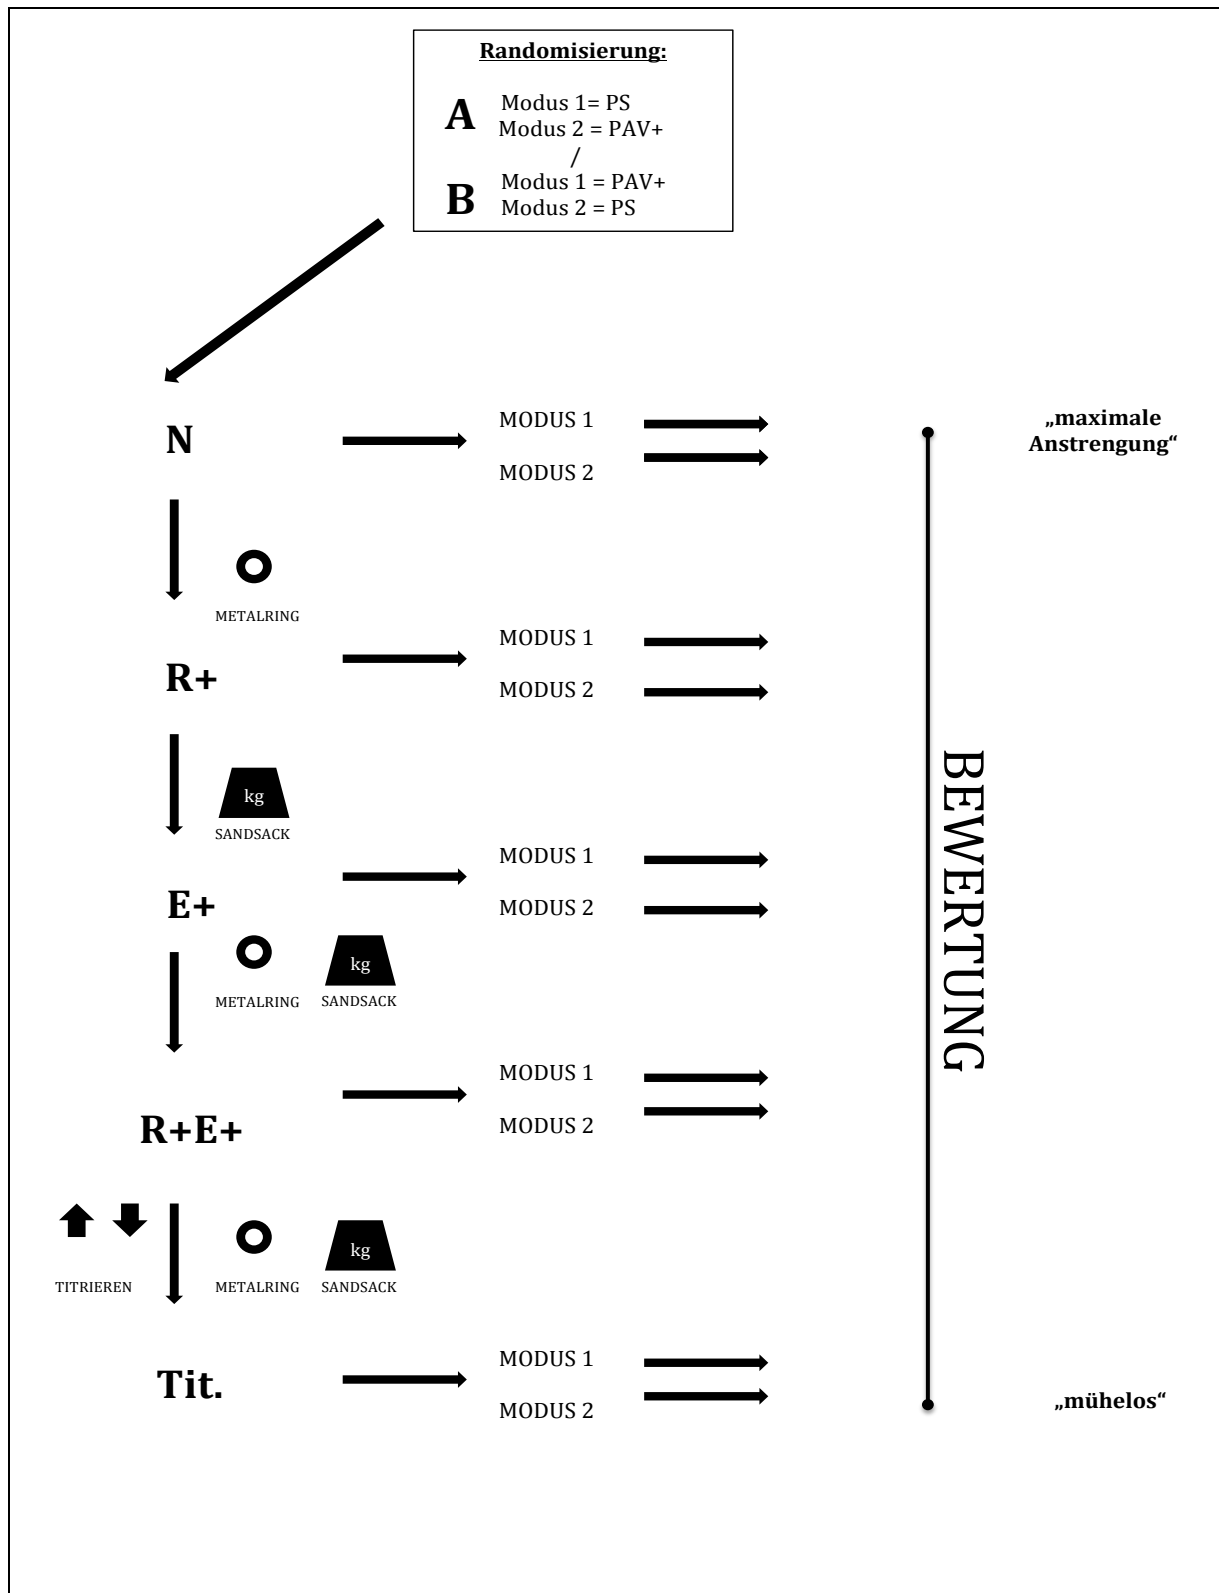 Randomisierung:
A
Modus 1= PS
Modus 2 = PAV+
/
B
Modus 1 = PAV+
Modus 2 = PS
N
MODUS 1
MODUS 2
„maximale
Anstrengung“
METALRING
R+
MODUS 1
MODUS 2
kg
SANDSACK
E+
MODUS 1
MODUS 2
BEWERTUNG
METALRING
kg
SANDSACK
R+E+
MODUS 1
MODUS 2
TITRIEREN
METALRING
kg
SANDSACK
Tit.
MODUS 1
MODUS 2
„mühelos“